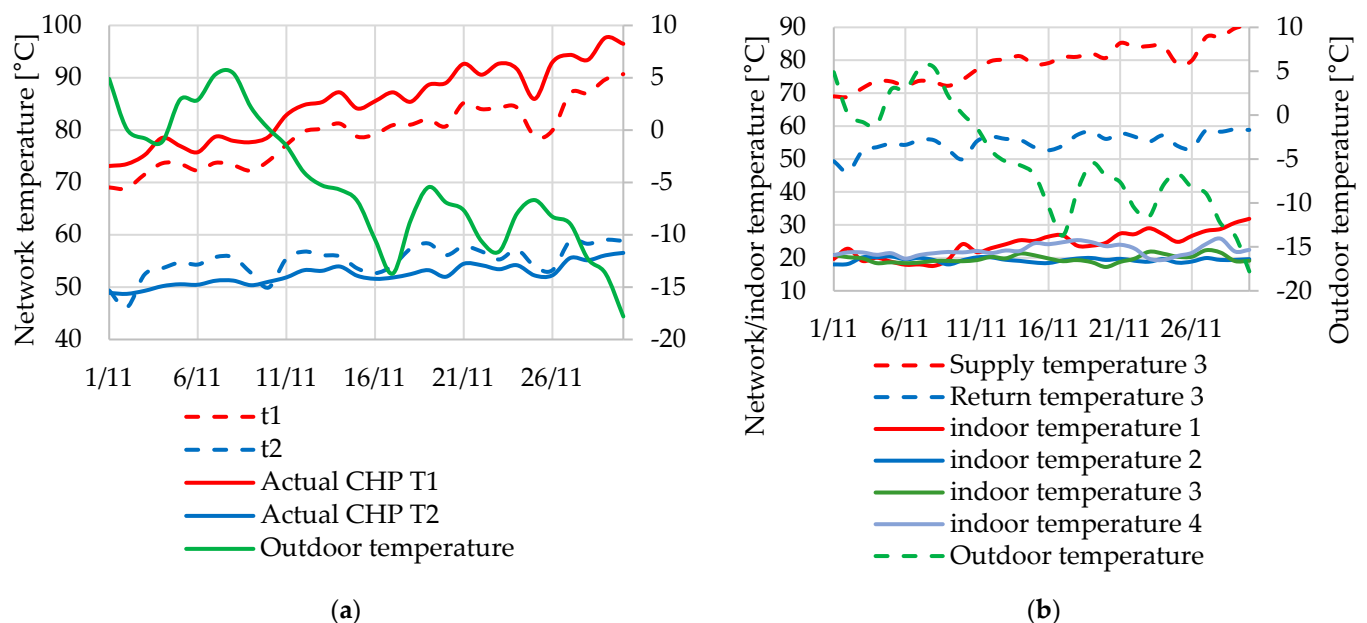 Network temperature [°C]
100
90
80
70
60
50
40
10
5
0
-5
-10
-15
-20
1/11 6/11 11/11 16/11 21/11 26/11
t1
t2
Actual CHP T1
Actual CHP T2
Outdoor temperature
(a)
Network/indoor temperature [°C]
90
80
70
60
50
40
30
20
10
10
5
0
-5
-10
-15
-20
Outdoor temperature [°C]
1/11 6/11 11/11 16/11 21/11 26/11
Supply temperature 3
Return temperature 3
indoor temperature 1
indoor temperature 2
indoor temperature 3
indoor temperature 4
Outdoor temperature
(b)